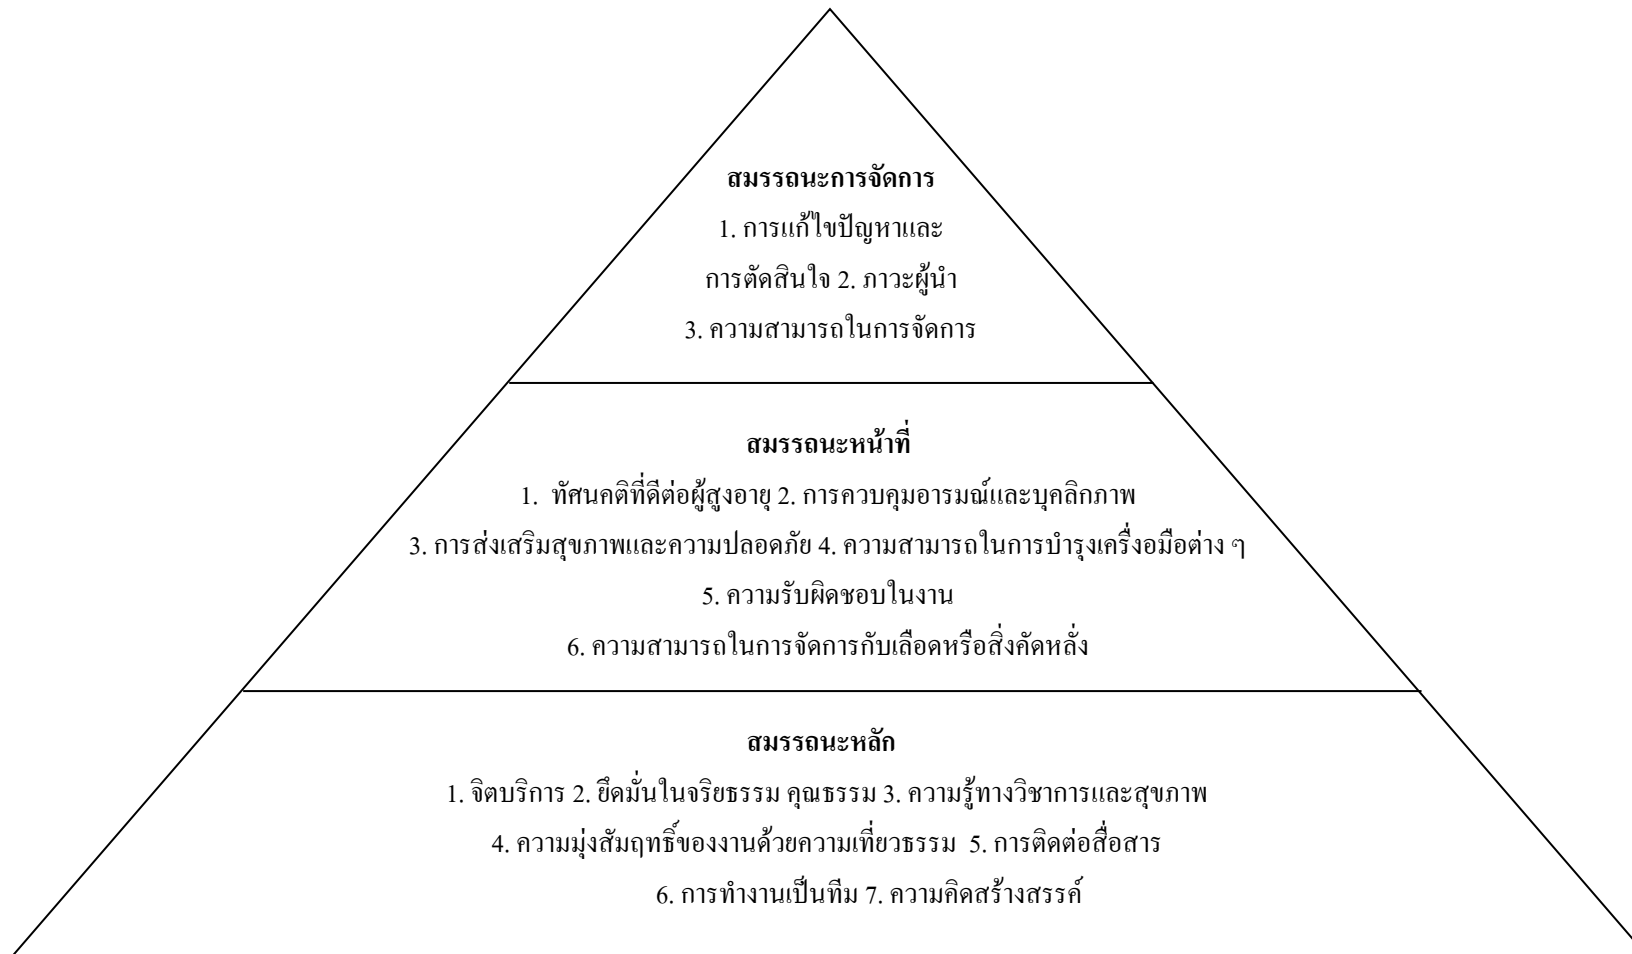 สมรรถนะการจัดการ
1. การแก้ไขปัญหาและ
การตัดสินใจ 2. ภาวะผู้นำ
3. ความสามารถในการจัดการ
สมรรถนะหน้าที่
1. ทัศนคติที่ดีต่อผู้สูงอายุ 2. การควบคุมอารมณ์และบุคลิกภาพ
3. การส่งเสริมสุขภาพและความปลอดภัย 4. ความสามารถในการบำรุงเครื่องมือต่าง ๆ
5. ความรับผิดชอบในงาน
6. ความสามารถในการจัดการกับเลือดหรือสิ่งคัดหลั่ง
สมรรถนะหลัก
1. จิตบริการ 2. ยึดมั่นในจริยธรรม คุณธรรม 3. ความรู้ทางวิชาการและสุขภาพ
4. ความมุ่งสัมฤทธิ์ของงานด้วยความเที่ยวธรรม 5. การติดต่อสื่อสาร
6. การทำงานเป็นทีม 7. ความคิดสร้างสรรค์